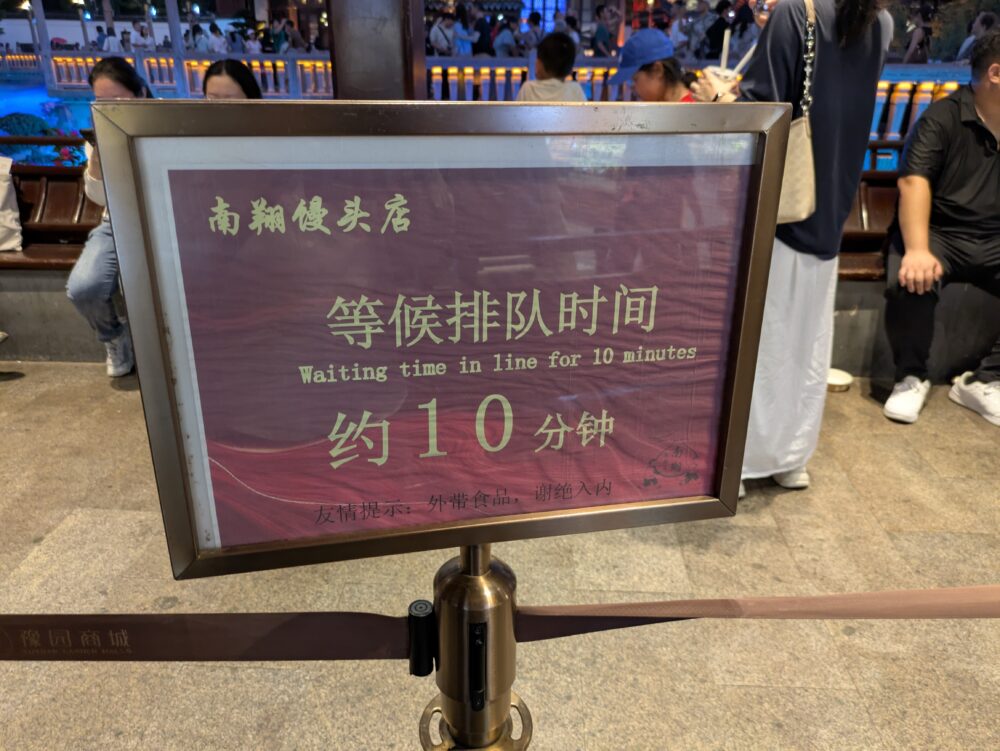 南翔馒头店
等候排队时间
Waiting time in line for 10 minutes
约10分钟
南翔
友情提示：外带食品，谢绝入内
豫园商城